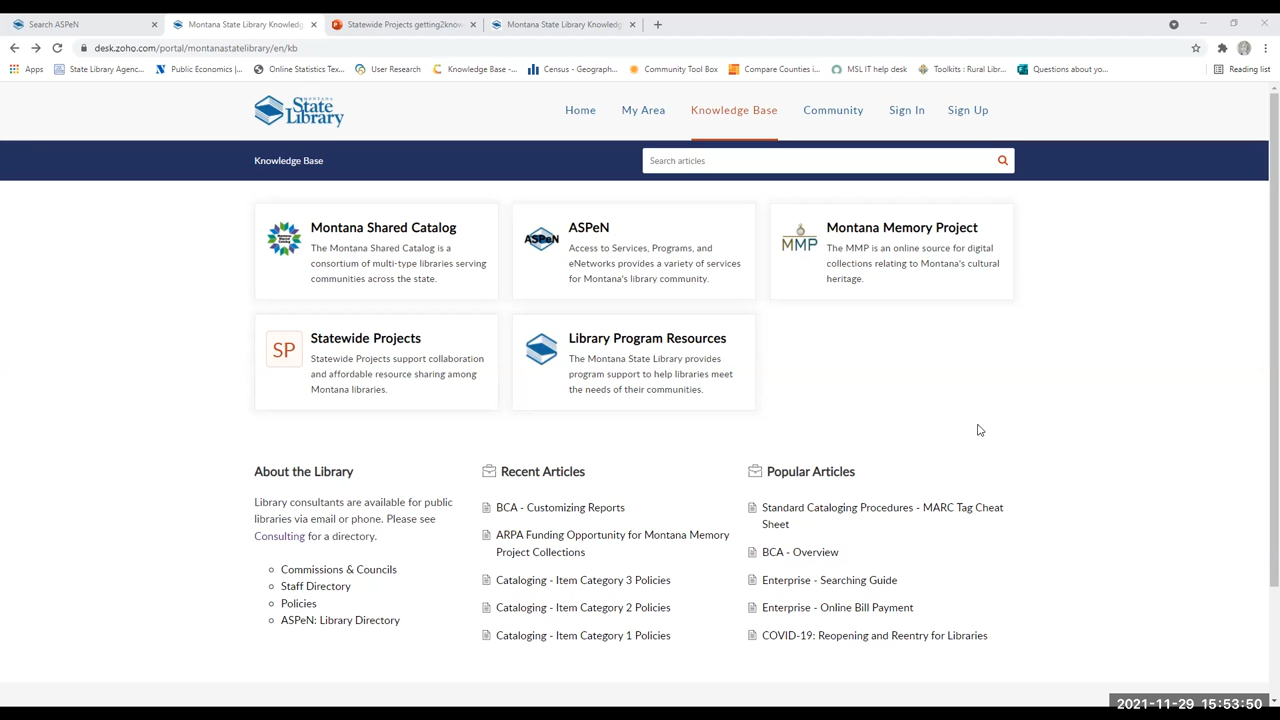 Search ASPeN
Montana State Library Knowledg
Statewide Projects getting2know
Montana State Library Knowledg
desk.zoho.com/portal/montanastatelibrary/en/kb
Apps
State Library Agenc...
Public Economics |...
Online Statistics Tex...
User Research
Knowledge Base -...
Census - Geograph...
Community Tool Box
Compare Counties i...
MSL IT help desk
Toolkits : Rural Libr...
Questions about yo...
Reading list
MONTANA
State
Library
Home
My Area
Knowledge Base
Community
Sign In
Sign Up
Knowledge Base
Search articles
Montana Shared Catalog
The Montana Shared Catalog is a
consortium of multi-type libraries serving
communities across the state.
ASPeN
ASPeN
Access to Services, Programs, and
eNetworks provides a variety of services
for Montana's library community.
MMP
Montana Memory Project
The MMP is an online source for digital
collections relating to Montana's cultural
heritage.
SP
Statewide Projects
Statewide Projects support collaboration
and affordable resource sharing among
Montana libraries.
Library Program Resources
The Montana State Library provides
program support to help libraries meet
the needs of their communities.
About the Library
Library consultants are available for public
libraries via email or phone. Please see
Consulting for a directory.
Commissions & Councils
Staff Directory
Policies
ASPeN: Library Directory
Recent Articles
BCA - Customizing Reports
ARPA Funding Opportunity for Montana Memory
Project Collections
Cataloging - Item Category 3 Policies
Cataloging - Item Category 2 Policies
Cataloging - Item Category 1 Policies
Popular Articles
Standard Cataloging Procedures - MARC Tag Cheat
Sheet
BCA - Overview
Enterprise - Searching Guide
Enterprise - Online Bill Payment
COVID-19: Reopening and Reentry for Libraries
2021-11-29 15:53:50